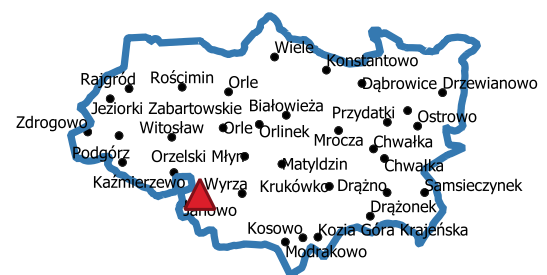 Wiele
Konstantowo
Rajgród
Rościmin
Orle
Dąbrowice
Drzewianowo
Jeziorki Zabartowskie
Białowieża
Przydatki
Ostrowo
Zdrogowo
Witosław
Orle
Orlinek
Mrocza
Chwałka
Podgórz
Orzelski Młyn
Matyldzin
Chwałka
Kaźmierzewo
Wyrza
Krukówko
Drążno
Samsieczynek
Janowo
Drążonek
Kosowo
Kozia Góra Krajeńska
Modrakowo